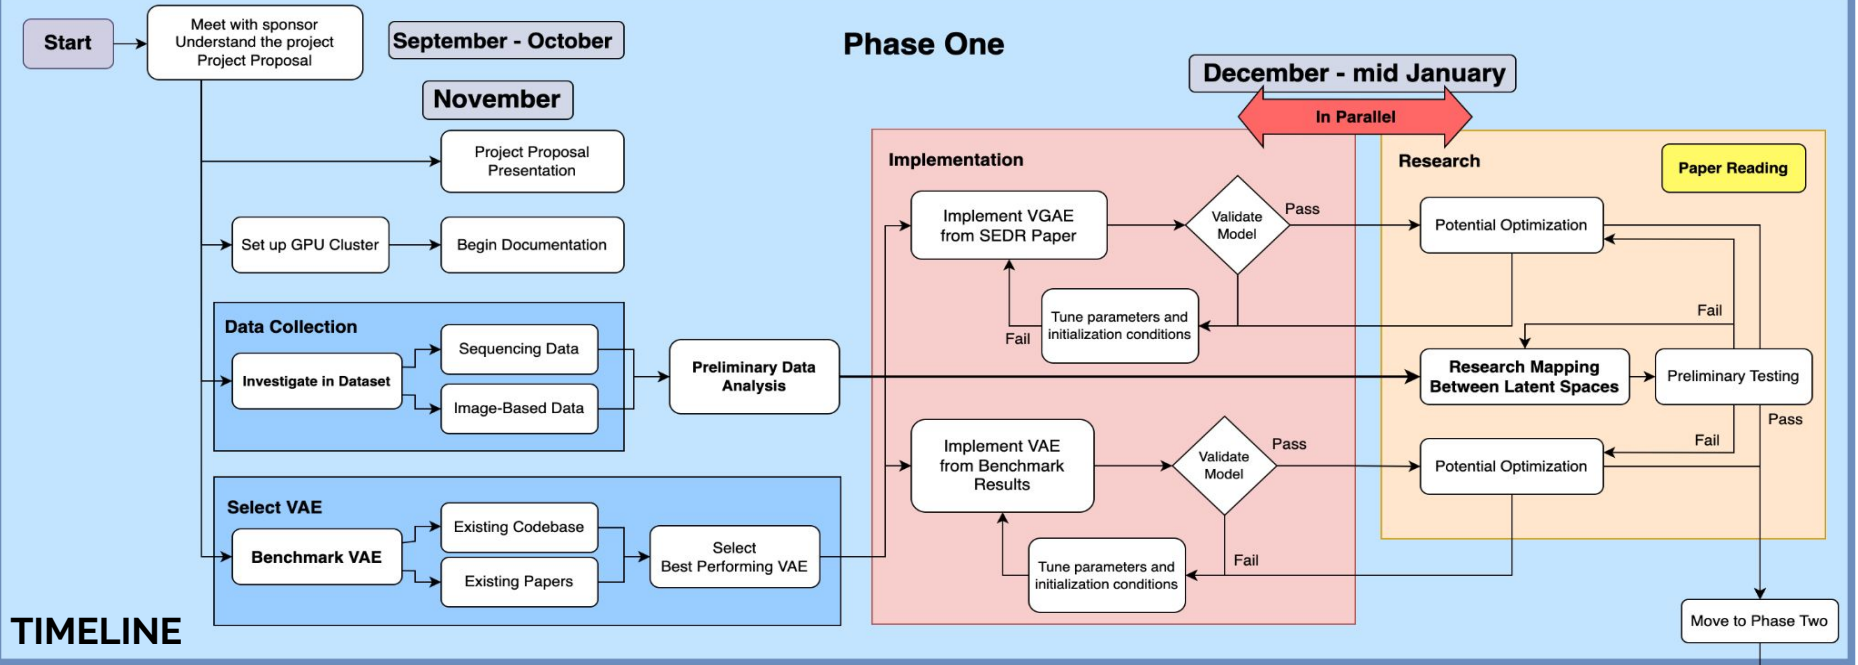 Start
Meet with sponsor
Understand the project
Project Proposal
September - October
Phase One
November
December - mid January
In Parallel
Project Proposal
Presentation
Set up GPU Cluster
Begin Documentation
Data Collection
Investigate in Dataset
Sequencing Data
Image-Based Data
Preliminary Data
Analysis
Select VAE
Benchmark VAE
Existing Codebase
Existing Papers
Select
Best Performing VAE
Implementation
Implement VGAE
from SEDR Paper
Validate
Model
Pass
Tune parameters and
initialization conditions
Fail
Implement VAE
from Benchmark
Results
Validate
Model
Pass
Fail
Tune parameters and
initialization conditions
Research
Paper Reading
Potential Optimization
Fail
Research Mapping
Between Latent Spaces
Preliminary Testing
Pass
Fail
Potential Optimization
Move to Phase Two
TIMELINE